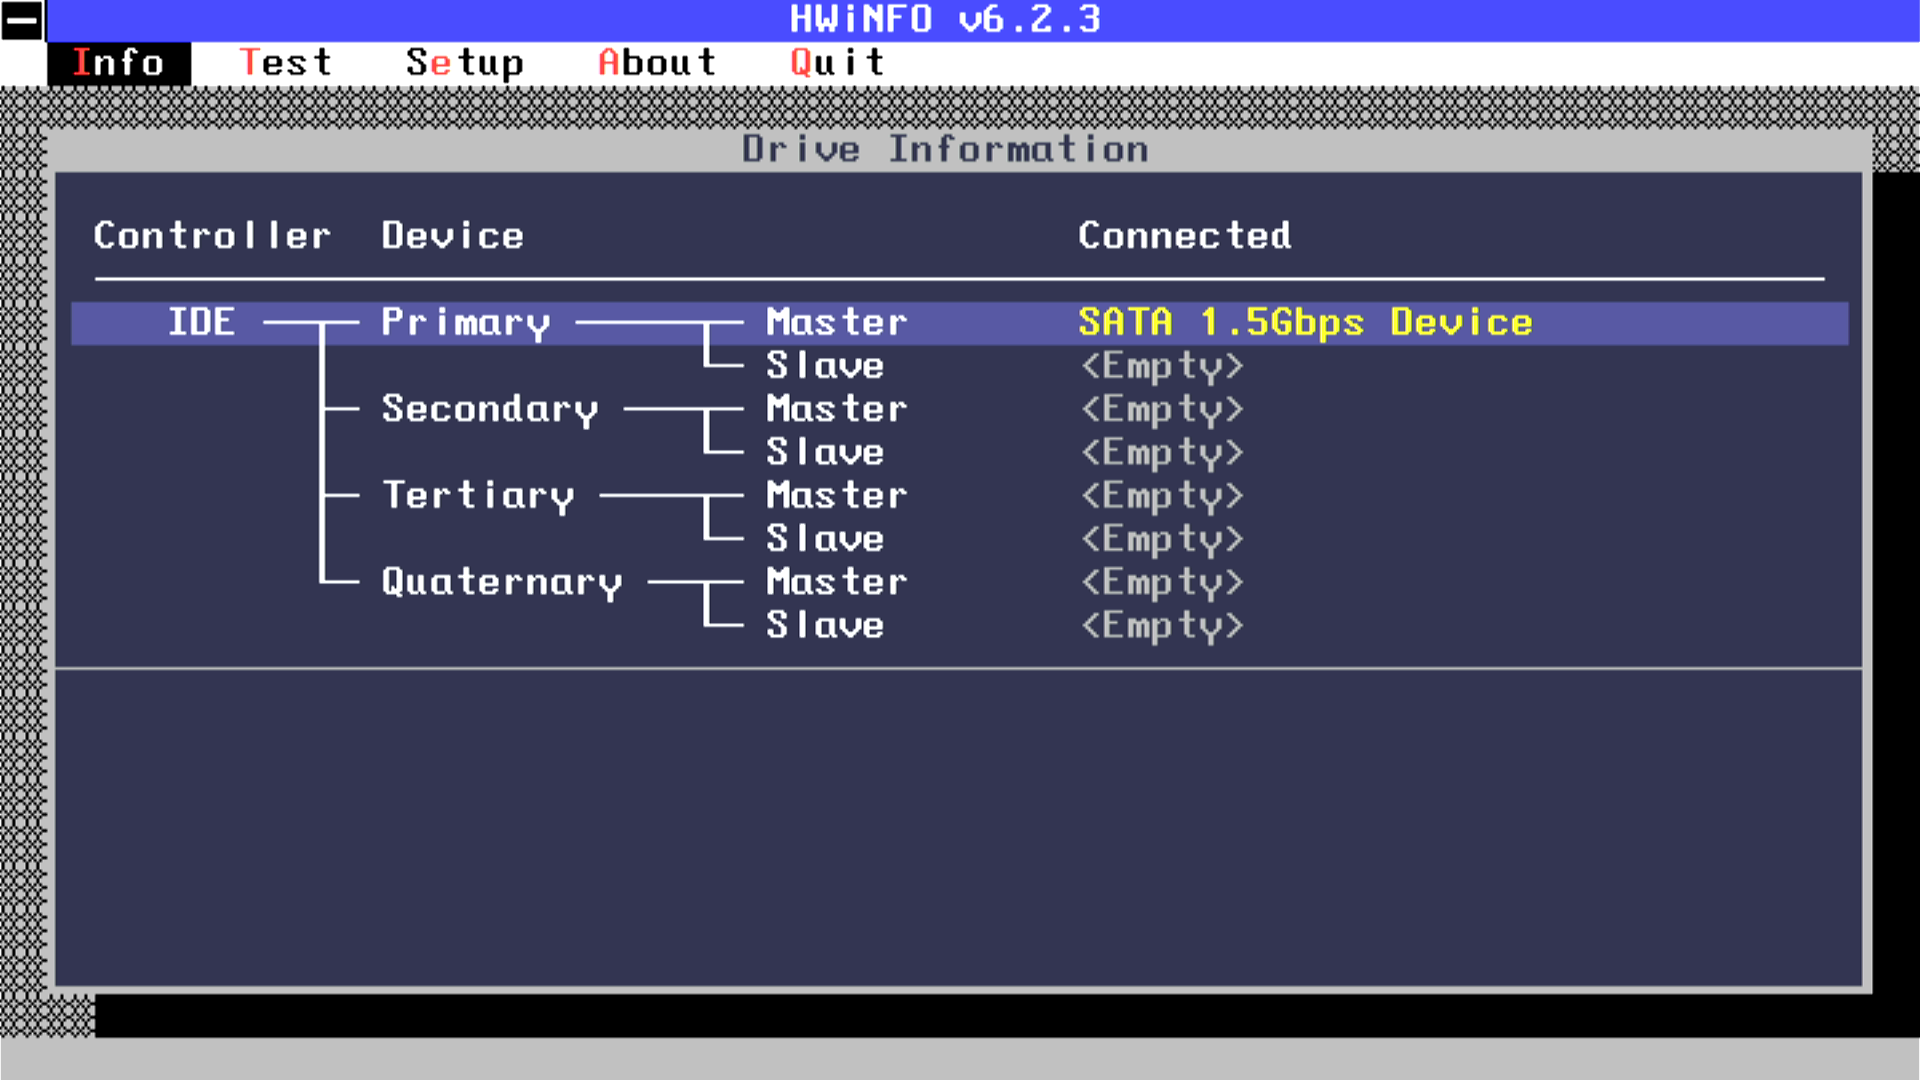 HWiNFO v6.2.3
Info Test Setup About Quit
Drive Information
Controller Device Connected
IDE Primary Master SATA 1.5Gbps Device
Slave <Empty>
Secondary Master <Empty>
Slave <Empty>
Tertiary Master <Empty>
Slave <Empty>
Quaternary Master <Empty>
Slave <Empty>